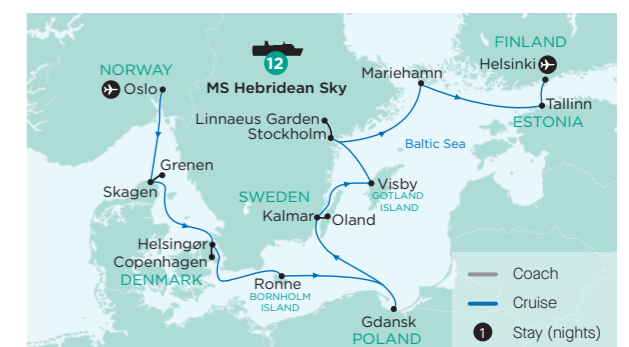 FINLAND
Helsinki
NORWAY
Oslo
12
MS Hebridean Sky
Mariehamn
Tallinn
ESTONIA
Linnaeus Garden
Stockholm
Baltic Sea
Grenen
Skagen
Visby
GOTLAND
ISLAND
SWEDEN
Kalmar
Oland
Helsingør
Copenhagen
DENMARK
Ronne
BORNHOLM
ISLAND
Gdansk
POLAND
Coach
Cruise
1
Stay (nights)